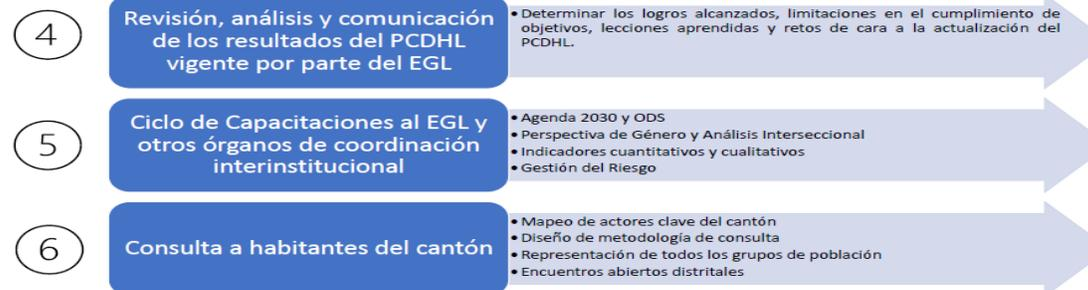 4
Revisión, análisis y comunicación
de los resultados del PCDHL
vigente por parte del EGL
• Determinar los logros alcanzados, limitaciones en el cumplimiento de
objetivos, lecciones aprendidas y retos de cara a la actualización del
PCDHL.
5
Ciclo de Capacitaciones al EGL y
otros órganos de coordinación
interinstitucional
• Agenda 2030 y ODS
• Perspectiva de Género y Análisis Interseccional
• Indicadores cuantitativos y cualitativos
• Gestión del Riesgo
6
Consulta a habitantes del cantón
• Mapeo de actores clave del cantón
• Diseño de metodología de consulta
• Representación de todos los grupos de población
• Encuentros abiertos distritales